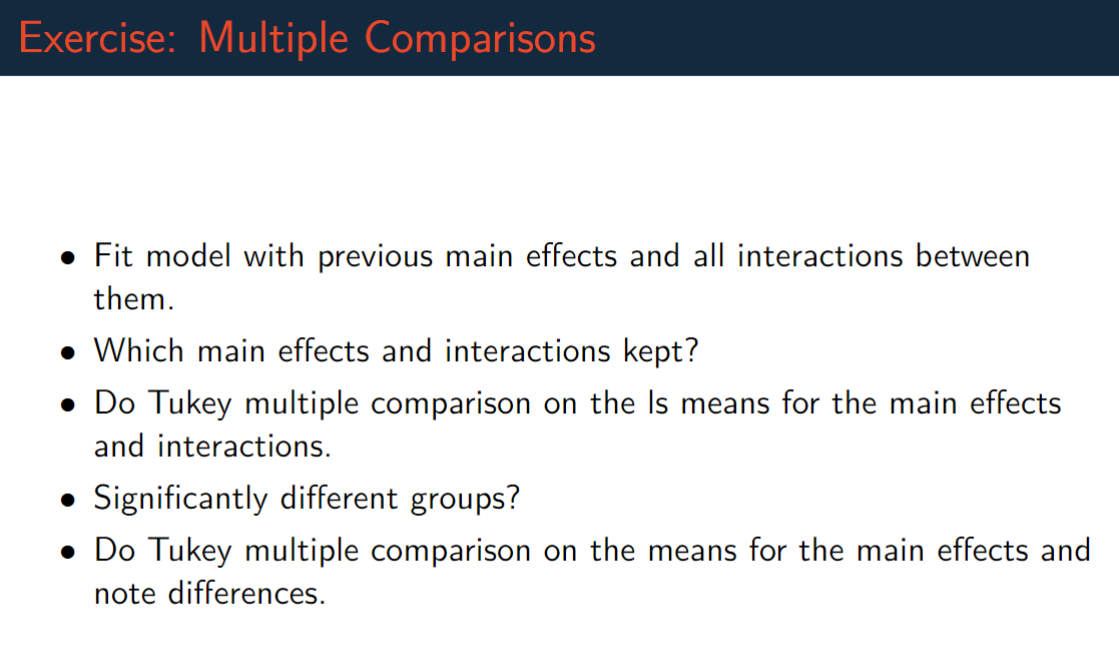 Exercise: Multiple Comparisons
• Fit model with previous main effects and all interactions between
them.
• Which main effects and interactions kept?
• Do Tukey multiple comparison on the ls means for the main effects
and interactions.
• Significantly different groups?
• Do Tukey multiple comparison on the means for the main effects and
note differences.